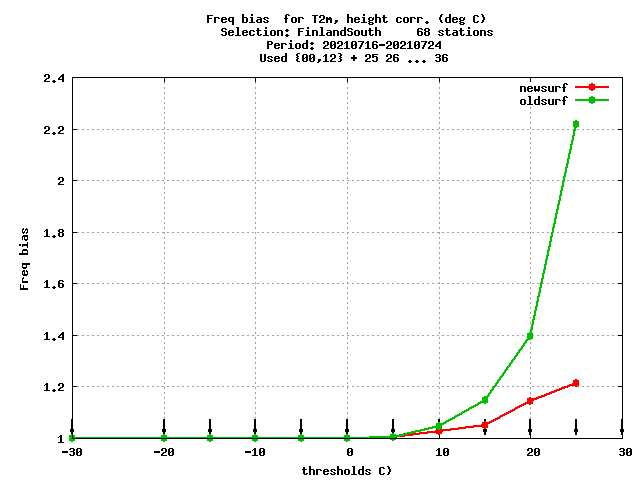 Freq bias  for T2m, height corr. (deg C)
Selection: FinlandSouth     68 stations
Period: 20210716-20210724
Used {00,12} + 25 26 ... 36
newsurf
oldsurf
2.4
2.2
2
1.8
1.6
1.4
1.2
1
Freq bias
-30 -20 -10 0 10 20 30
thresholds C)